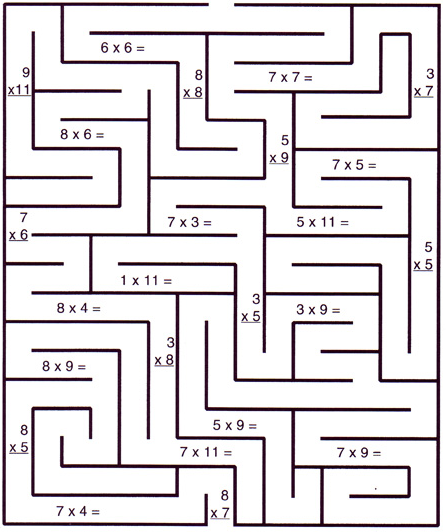 6 x 6 =
9
x11
8
x 8
7 x 7 =
3
x 7
8 x 6 =
5
x 9
7 x 5 =
7
x 6
7 x 3 =
5 x 11 =
5
x 5
1 x 11 =
8 x 4 =
3
x 5
3 x 9 =
3
x 8
8 x 9 =
5 x 9 =
8
x 5
7 x 11 =
7 x 9 =
8
x 7
7 x 4 =